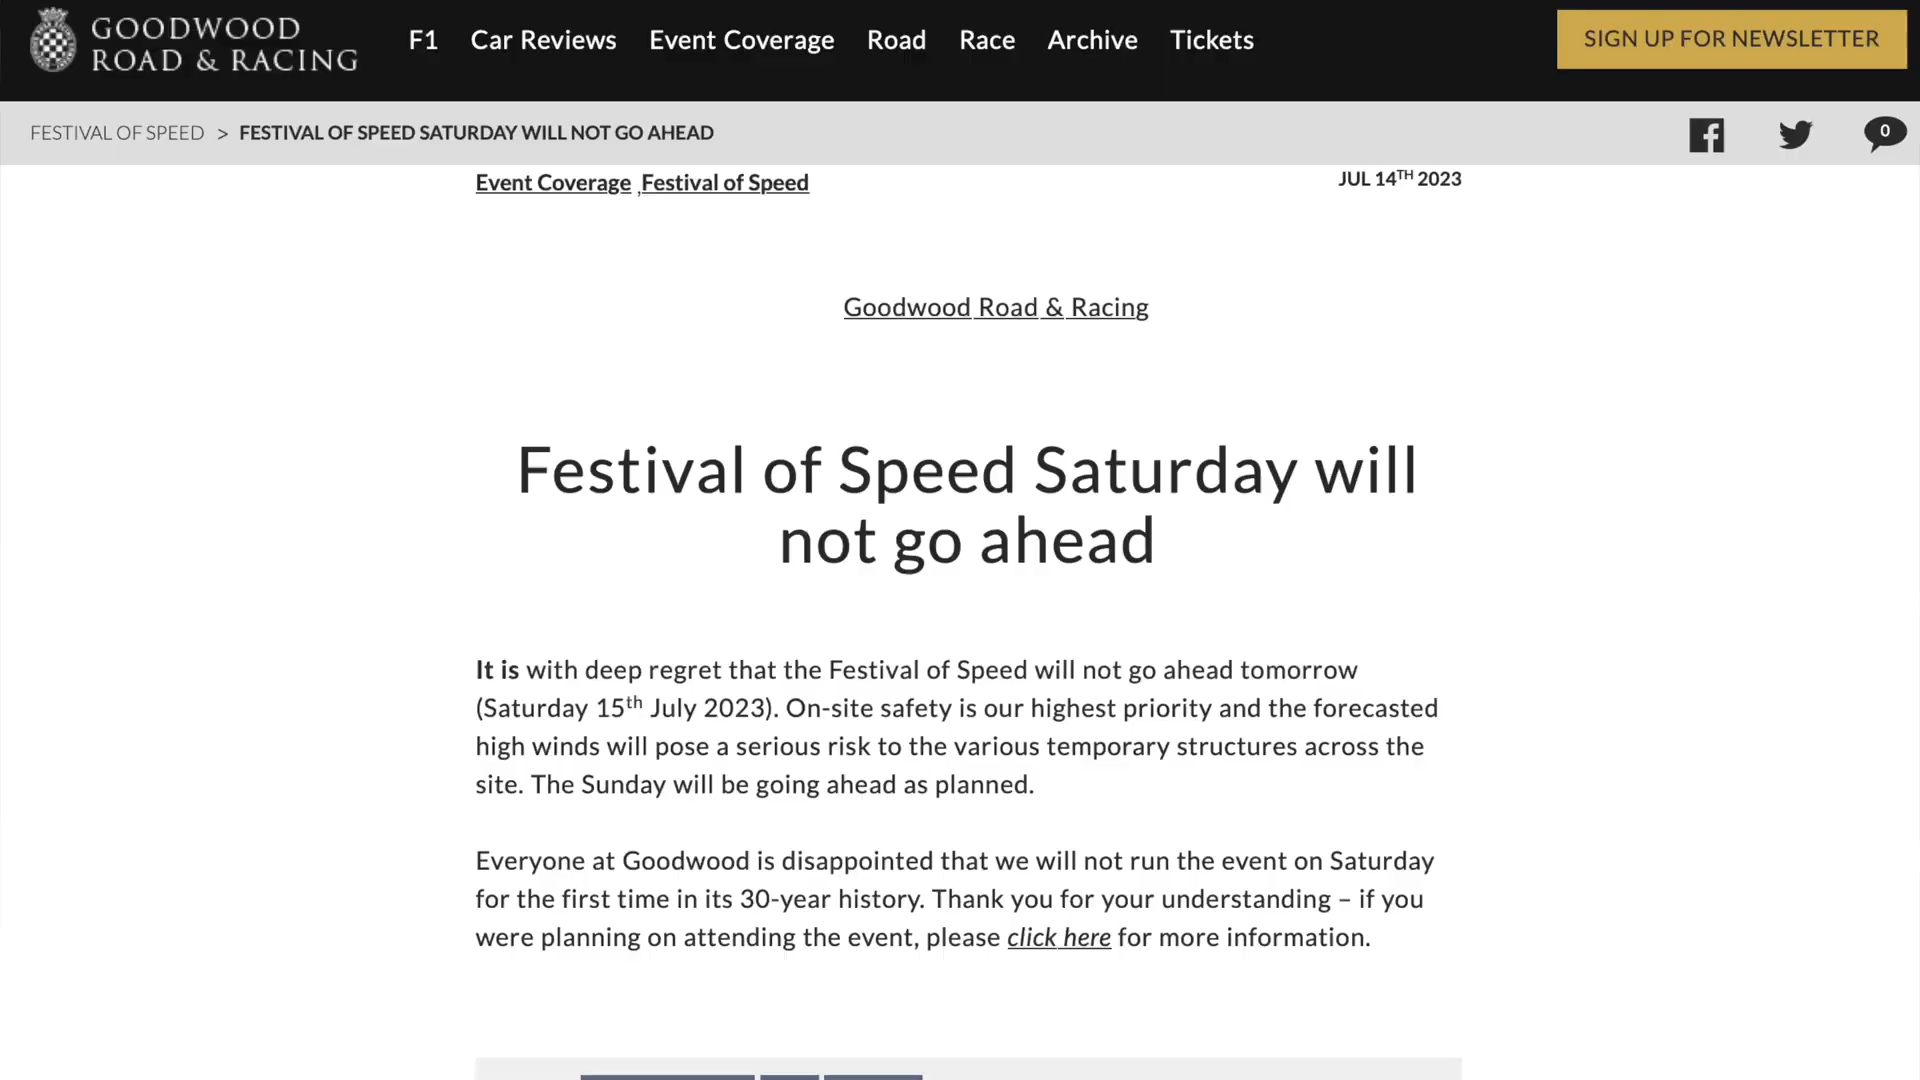 GOODWOOD
ROAD & RACING
F1 Car Reviews Event Coverage Road Race Archive Tickets
SIGN UP FOR NEWSLETTER
FESTIVAL OF SPEED > FESTIVAL OF SPEED SATURDAY WILL NOT GO AHEAD
0
Event Coverage ,Festival of Speed
JUL 14TH 2023
Goodwood Road & Racing
Festival of Speed Saturday will
not go ahead
It is with deep regret that the Festival of Speed will not go ahead tomorrow
(Saturday 15th July 2023). On-site safety is our highest priority and the forecasted
high winds will pose a serious risk to the various temporary structures across the
site. The Sunday will be going ahead as planned.
Everyone at Goodwood is disappointed that we will not run the event on Saturday
for the first time in its 30-year history. Thank you for your understanding – if you
were planning on attending the event, please click here for more information.